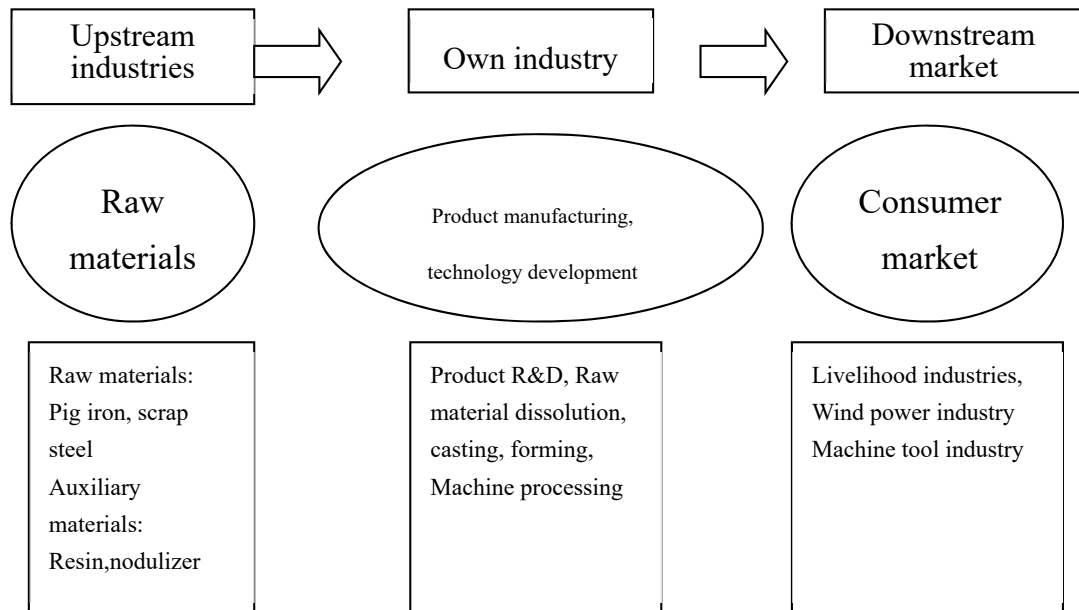 Upstream
industries
Own industry
Downstream
market
Raw
materials
Product manufacturing,
technology development
Consumer
market
Raw materials:
Pig iron, scrap
steel
Auxiliary
materials:
Resin,nodulizer
Product R&D, Raw
material dissolution,
casting, forming,
Machine processing
Livelihood industries,
Wind power industry
Machine tool industry